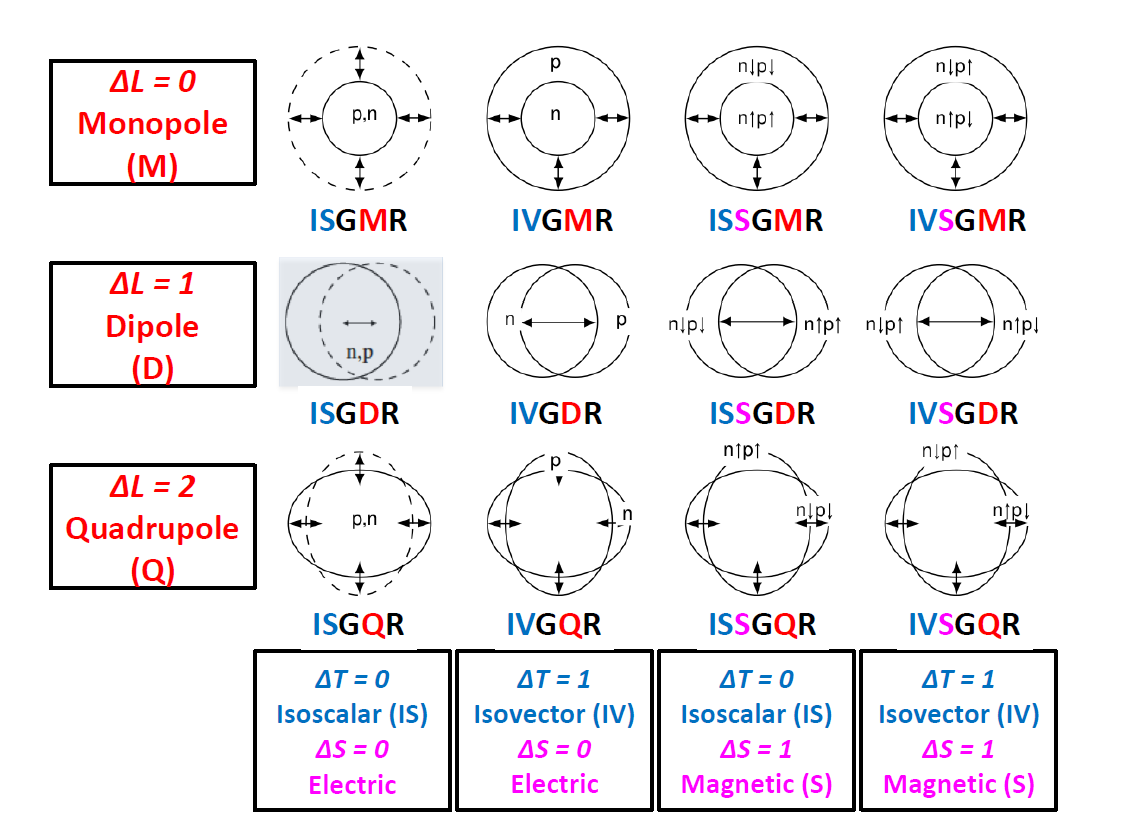 ΔL = 0
Monopole
(M)
p,n
p
n
n↓p↓
n↑p↑
n↓p↑
n↑p↓
ISGMR
IVGMR
ISSGMR
IVSGMR
ΔL = 1
Dipole
(D)
n,p
n
p
n↓p↓
n↑p↑
n↓p↑
n↑p↓
ISGDR
IVGDR
ISSGDR
IVSGDR
ΔL = 2
Quadrupole
(Q)
p,n
p
n
n↑p↑
n↓p↓
n↓p↑
n↑p↓
ISGQR
IVGQR
ISSGQR
IVSGQR
ΔT = 0
Isoscalar (IS)
ΔS = 0
Electric
ΔT = 1
Isovector (IV)
ΔS = 0
Electric
ΔT = 0
Isoscalar (IS)
ΔS = 1
Magnetic (S)
ΔT = 1
Isovector (IV)
ΔS = 1
Magnetic (S)